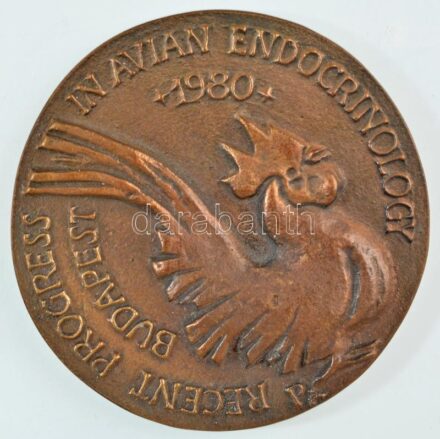 RECENT PROGRESS IN AVIAN ENDOCRINOLOGY
+1980+
BUDAPEST
darabanth